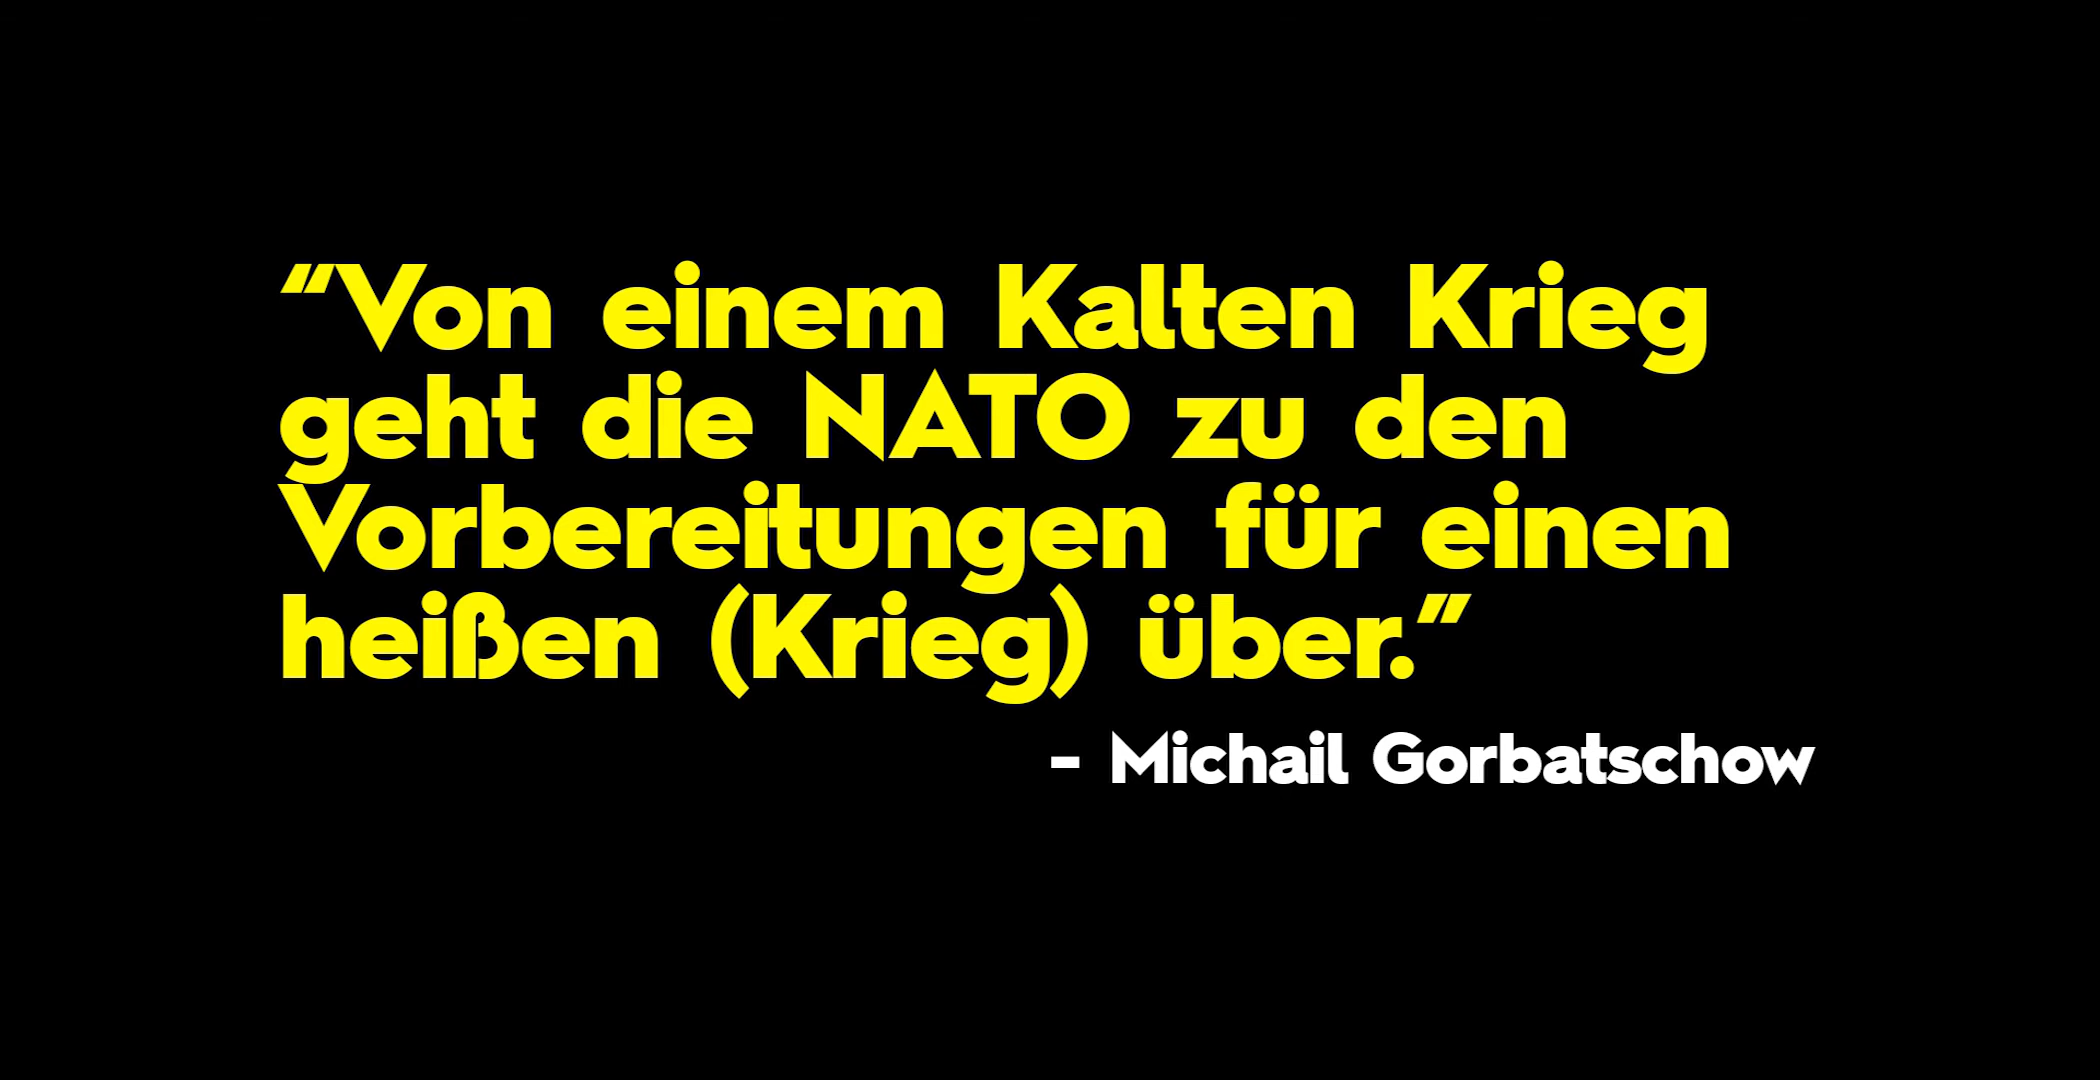 "Von einem Kalten Krieg
geht die NATO zu den
Vorbereitungen für einen
heißen (Krieg) über."
- Michail Gorbatschow